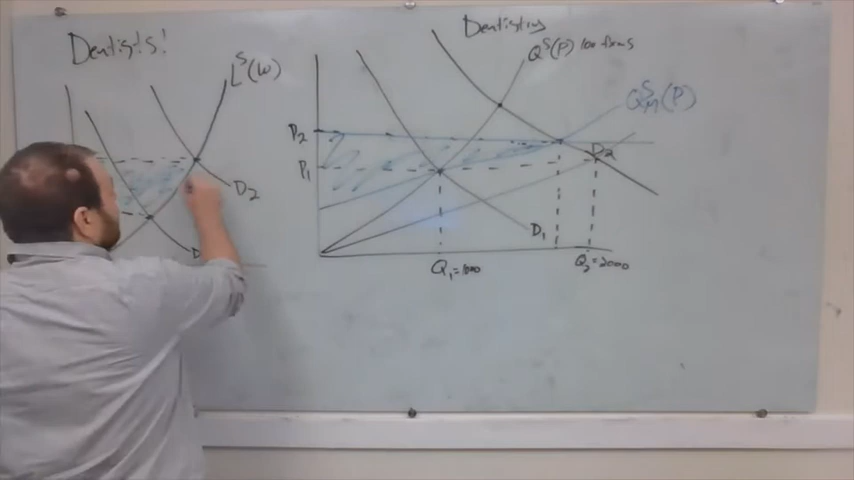 Dentists!
L^S(W)
D2
Dentistry
Q^S(P) 100 firms
Q^S_M(P)
P2
P1
D2
D1
Q1=1000
Q2=2000